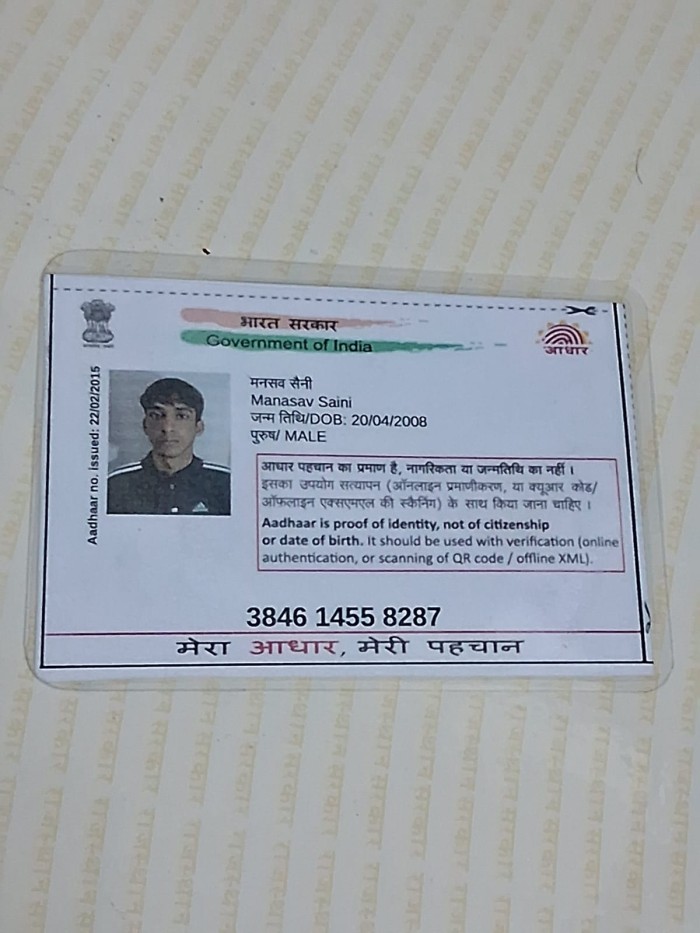 भारत सरकार
Government of India
आधार
Aadhaar no. issued: 22/02/2015
मनसव सैनी
Manasav Saini
जन्म तिथि/DOB: 20/04/2008
पुरुष/ MALE
आधार पहचान का प्रमाण है, नागरिकता या जन्मतिथि का नहीं ।
इसका उपयोग सत्यापन (ऑनलाइन प्रमाणीकरण, या क्यूआर कोड/
ऑफलाइन एक्सएमएल की स्कैनिंग) के साथ किया जाना चाहिए ।
Aadhaar is proof of identity, not of citizenship
or date of birth. It should be used with verification (online
authentication, or scanning of QR code / offline XML).
3846 1455 8287
मेरा आधार, मेरी पहचान